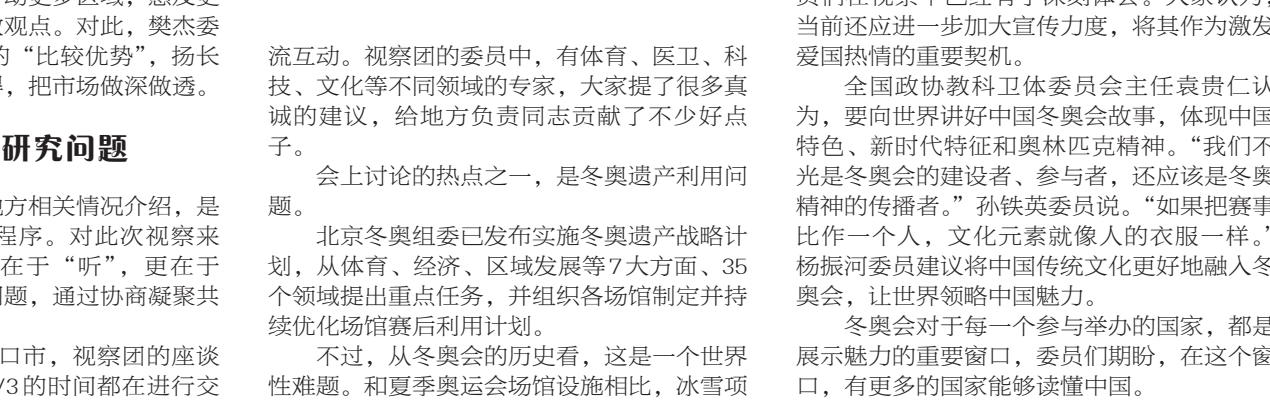 动更多区域，惠及更
观点。对此，樊杰委
的“比较优势”，扬长
，把市场做深做透。
研究问题
地方相关情况介绍，是
程序。对此次视察来
在于“听”，更在于
问题，通过协商凝聚共
口市，视察团的座谈
/3的时间都在进行交
流互动。视察团的委员中，有体育、医卫、科
技、文化等不同领域的专家，大家提了很多真
诚的建议，给地方负责同志贡献了不少好点
子。
会上讨论的热点之一，是冬奥遗产利用问
题。
北京冬奥组委已发布实施冬奥遗产战略计
划，从体育、经济、区域发展等7大方面、35
个领域提出重点任务，并组织各场馆制定并持
续优化场馆赛后利用计划。
不过，从冬奥会的历史看，这是一个世界
性难题。和夏季奥运会场馆设施相比，冰雪项
员们在视察中已经有了深刻体会。大家认为，
当前还应进一步加大宣传力度，将其作为激发
爱国热情的重要契机。
全国政协教科卫体委员会主任袁贵仁认
为，要向世界讲好中国冬奥会故事，体现中国
特色、新时代特征和奥林匹克精神。“我们不
光是冬奥会的建设者、参与者，还应该是冬奥
精神的传播者。”孙铁英委员说。“如果把赛事
比作一个人，文化元素就像人的衣服一样。”
杨振河委员建议将中国传统文化更好地融入冬
奥会，让世界领略中国魅力。
冬奥会对于每一个参与举办的国家，都是
展示魅力的重要窗口，委员们期盼，在这个窗
口，有更多的国家能够读懂中国。